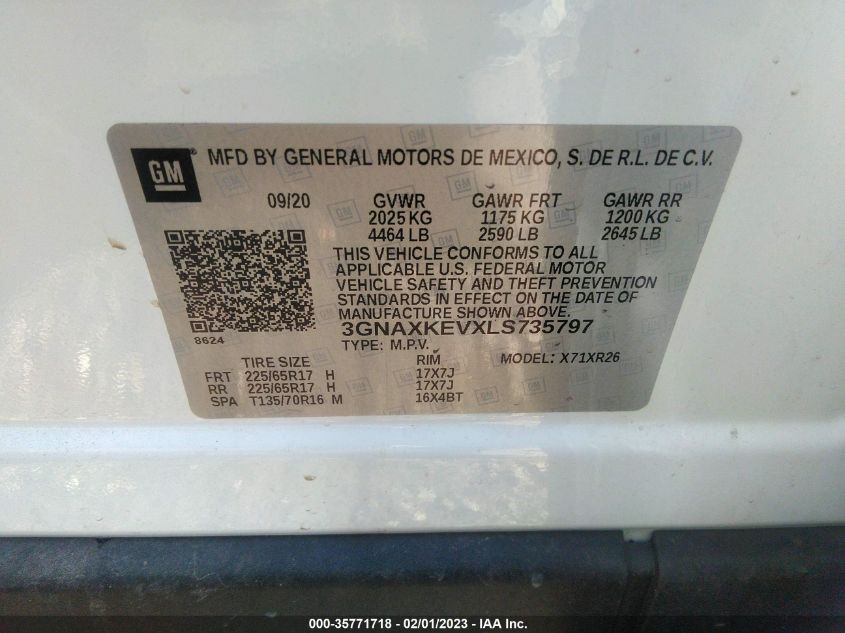 GM ® MFD BY GENERAL MOTORS DE MEXICO, S. DE R.L. DE C.V.
09/20 GVWR GAWR FRT GAWR RR
2025 KG 1175 KG 1200 KG
4464 LB 2590 LB 2645 LB
THIS VEHICLE CONFORMS TO ALL
APPLICABLE U.S. FEDERAL MOTOR
VEHICLE SAFETY AND THEFT PREVENTION
STANDARDS IN EFFECT ON THE DATE OF
MANUFACTURE SHOWN ABOVE.
3GNAXKEVXLS735797
8624 TYPE: M.P.V. MODEL: X71XR26
TIRE SIZE RIM
FRT 225/65R17 H 17X7J
RR 225/65R17 H 17X7J
SPA T135/70R16 M 16X4BT
000-35771718 - 02/01/2023 - IAA Inc.